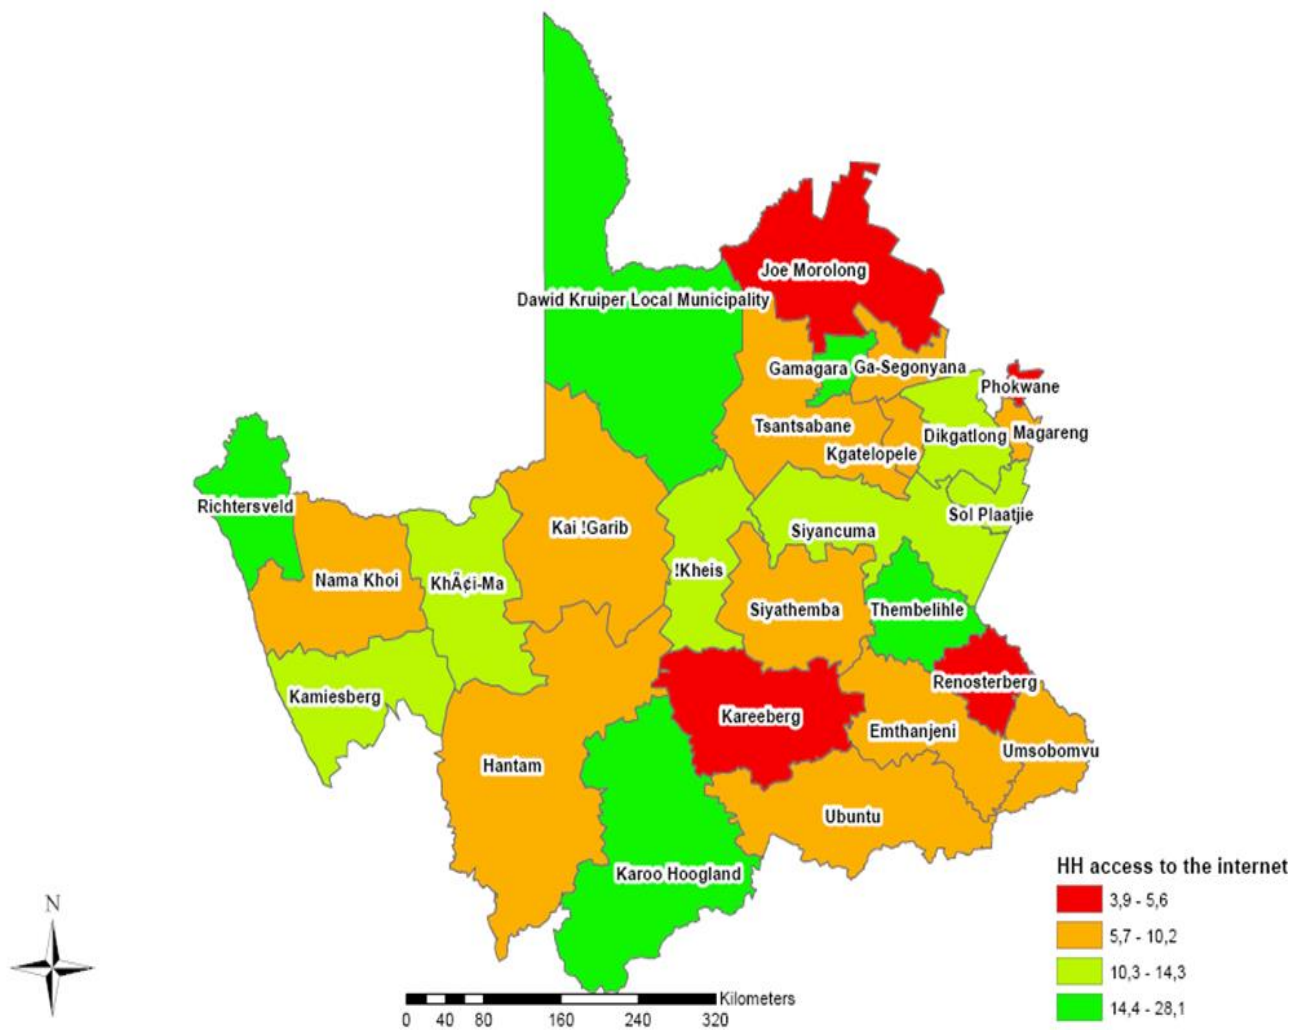 Joe Morolong
Dawid Kruiper Local Municipality
Gamagara
Ga-Segonyana
Phokwane
Tsantsabane
Dikgatlong
Magareng
Kgatelopele
Richtersveld
Sol Plaatjie
Kai !Garib
Siyancuma
Nama Khoi
KhÃ¢i-Ma
!Kheis
Siyathemba
Thembelihle
Renosterberg
Kamiesberg
Kareeberg
Emthanjeni
Umsobomvu
Hantam
Ubuntu
Karoo Hoogland
HH access to the internet
3,9 - 5,6
5,7 - 10,2
10,3 - 14,3
14,4 - 28,1
N
Kilometers
0 40 80 160 240 320